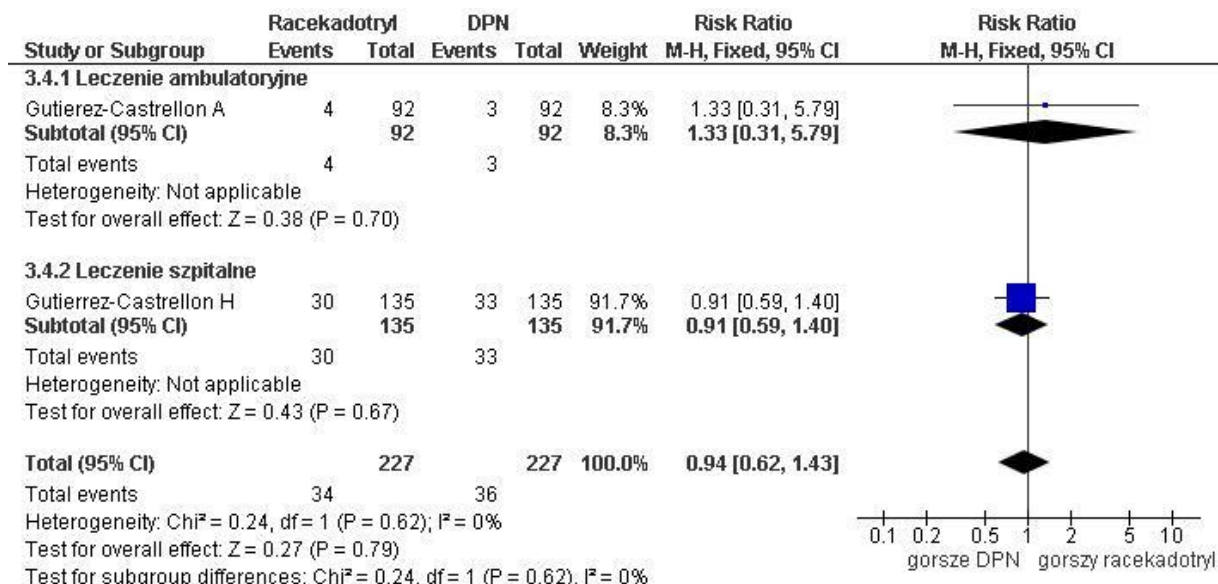 Racekadotryl DPN Risk Ratio Risk Ratio
Study or Subgroup Events Total Events Total Weight M-H, Fixed, 95% CI M-H, Fixed, 95% CI
3.4.1 Leczenie ambulatoryjne
Gutierez-Castrellon A 4 92 3 92 8.3% 1.33 [0.31, 5.79]
Subtotal (95% CI) 92 92 8.3% 1.33 [0.31, 5.79]
Total events 4 3
Heterogeneity: Not applicable
Test for overall effect: Z = 0.38 (P = 0.70)
3.4.2 Leczenie szpitalne
Gutierrez-Castrellon H 30 135 33 135 91.7% 0.91 [0.59, 1.40]
Subtotal (95% CI) 135 135 91.7% 0.91 [0.59, 1.40]
Total events 30 33
Heterogeneity: Not applicable
Test for overall effect: Z = 0.43 (P = 0.67)
Total (95% CI) 227 227 100.0% 0.94 [0.62, 1.43]
Total events 34 36
Heterogeneity: Chi² = 0.24, df = 1 (P = 0.62); I² = 0%
Test for overall effect: Z = 0.27 (P = 0.79)
Test for subgroup differences: Chi² = 0.24, df = 1 (P = 0.62), I² = 0%
0.1 0.2 0.5 1 2 5 10
gorsze DPN gorszy racekadotryl